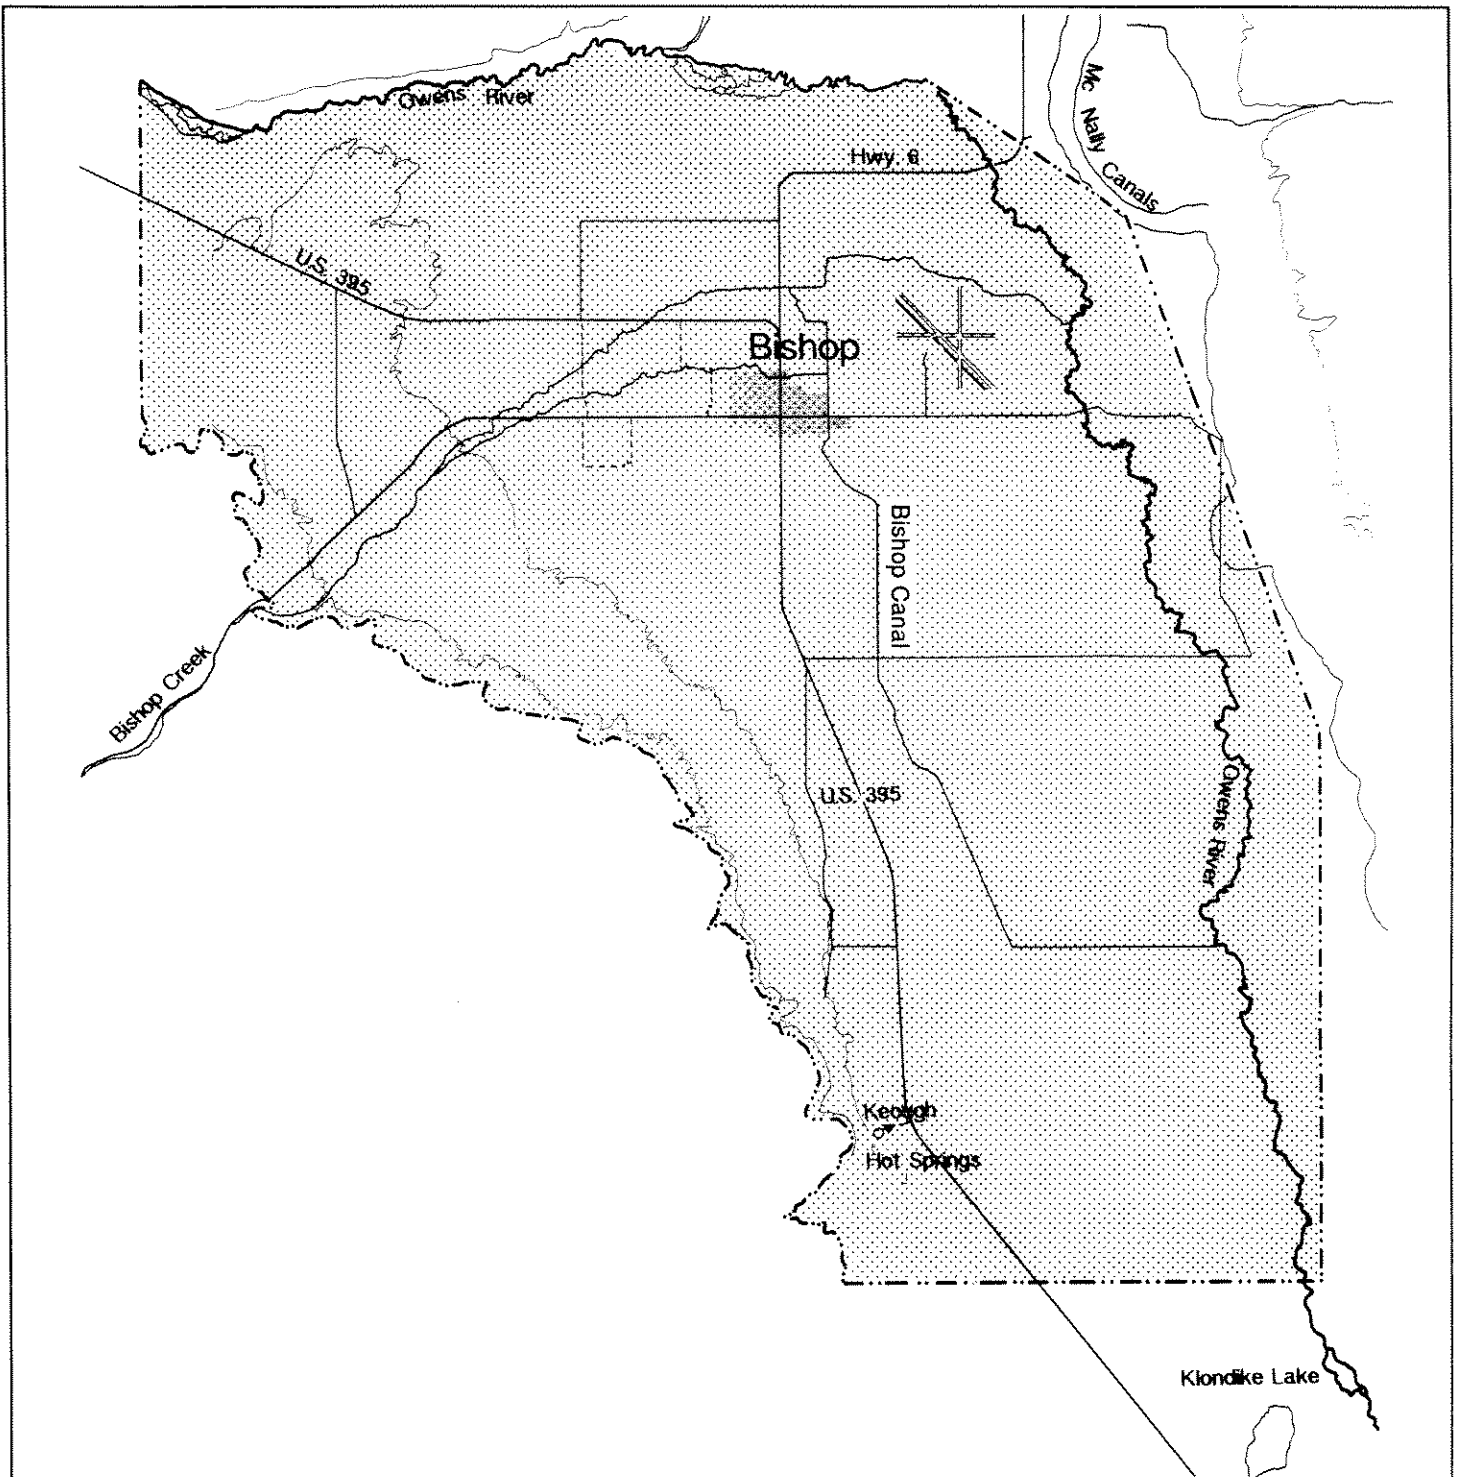 Owens River
Mc Nally Canals
Hwy 6
U.S. 395
Bishop
Bishop Canal
Bishop Creek
U.S. 395
Owens River
Keough
Hot Springs
Klondike Lake